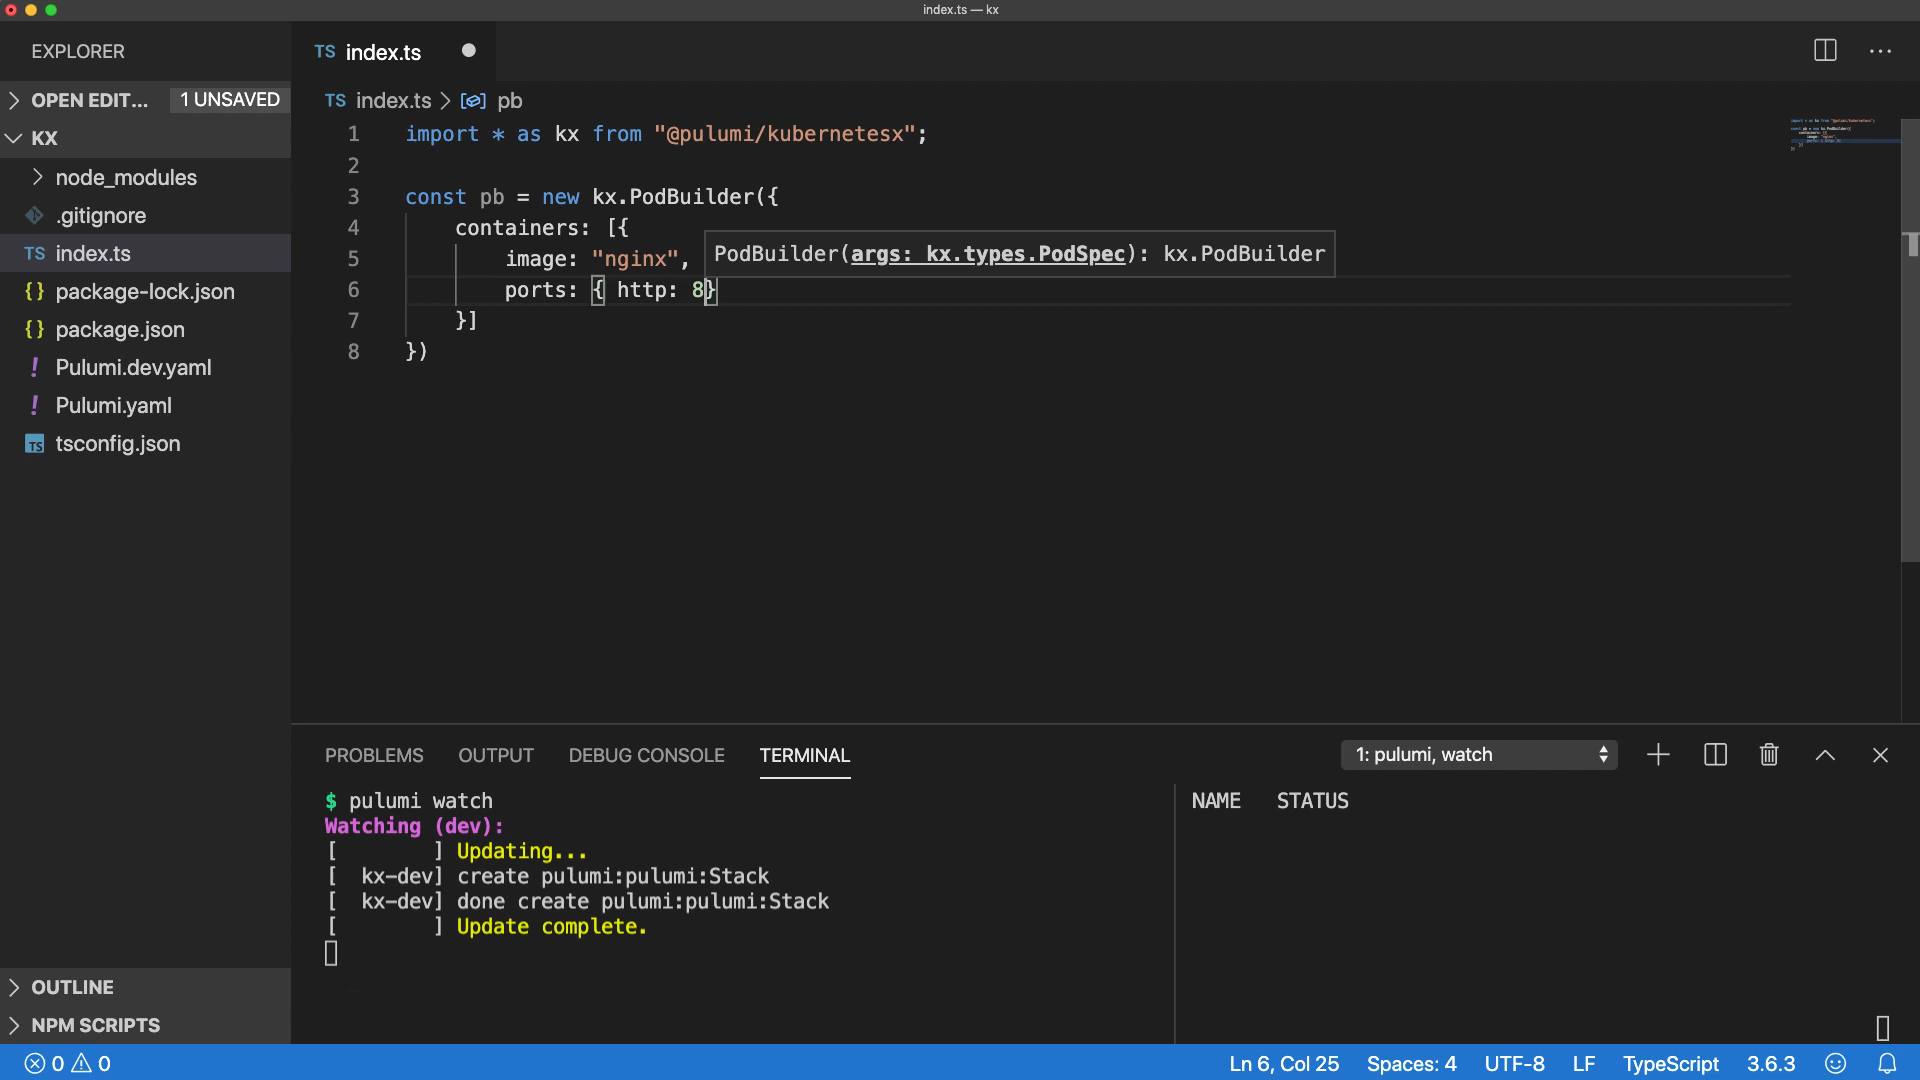 index.ts — kx
EXPLORER
OPEN EDIT... 1 UNSAVED
KX
node_modules
.gitignore
TS index.ts
{} package-lock.json
{} package.json
! Pulumi.dev.yaml
! Pulumi.yaml
TS tsconfig.json
OUTLINE
NPM SCRIPTS
TS index.ts
TS index.ts > pb
1 import * as kx from "@pulumi/kubernetesx";
2
3 const pb = new kx.PodBuilder({
4 containers: [{
5 image: "nginx",
PodBuilder(args: kx.types.PodSpec): kx.PodBuilder
6 ports: { http: 8}
7 }]
8 })
PROBLEMS OUTPUT DEBUG CONSOLE TERMINAL
1: pulumi, watch
$ pulumi watch
Watching (dev):
[ ] Updating...
[ kx-dev] create pulumi:pulumi:Stack
[ kx-dev] done create pulumi:pulumi:Stack
[ ] Update complete.
NAME STATUS
0 0
Ln 6, Col 25 Spaces: 4 UTF-8 LF TypeScript 3.6.3